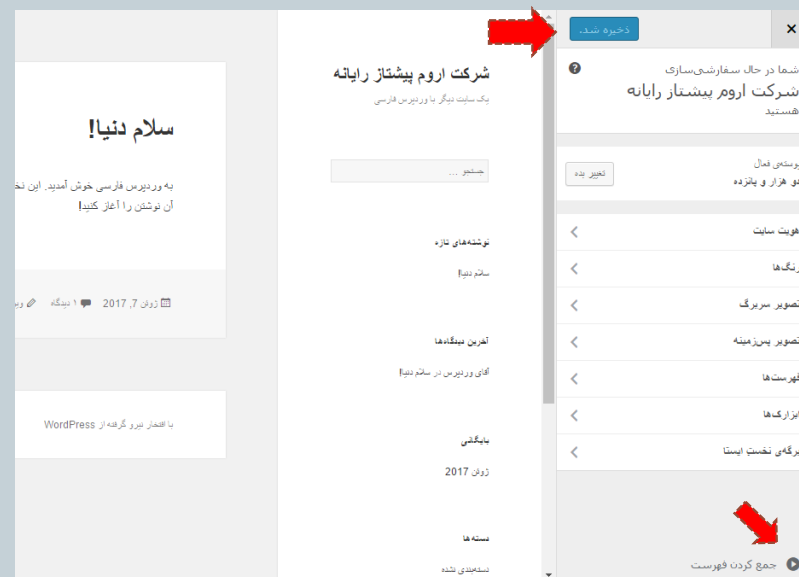 ذخیره شد.
شما در حال سفارشی‌سازی
شرکت اروم پیشتاز رایانه
هستید
پوسته‌ی فعال
دو هزار و پانزده
تغییر بده
هویت سایت
رنگ‌ها
تصویر سربرگ
تصویر پس‌زمینه
فهرست‌ها
ابزارک‌ها
برگه‌ی نخست ایستا
جمع کردن فهرست
شرکت اروم پیشتاز رایانه
یک سایت دیگر با وردپرس فارسی
جستجو ...
نوشته‌های تازه
سلام دنیا!
آخرین دیدگاه‌ها
آقای وردپرس در سلام دنیا!
بایگانی
ژوئن 2017
دسته‌ها
دسته‌بندی نشده
سلام دنیا!
به وردپرس فارسی خوش آمدید. این نخ
آن نوشتن را آغاز کنید!
ژوئن 7, 2017 ۱ دیدگاه ویر
با افتخار نیرو گرفته از WordPress